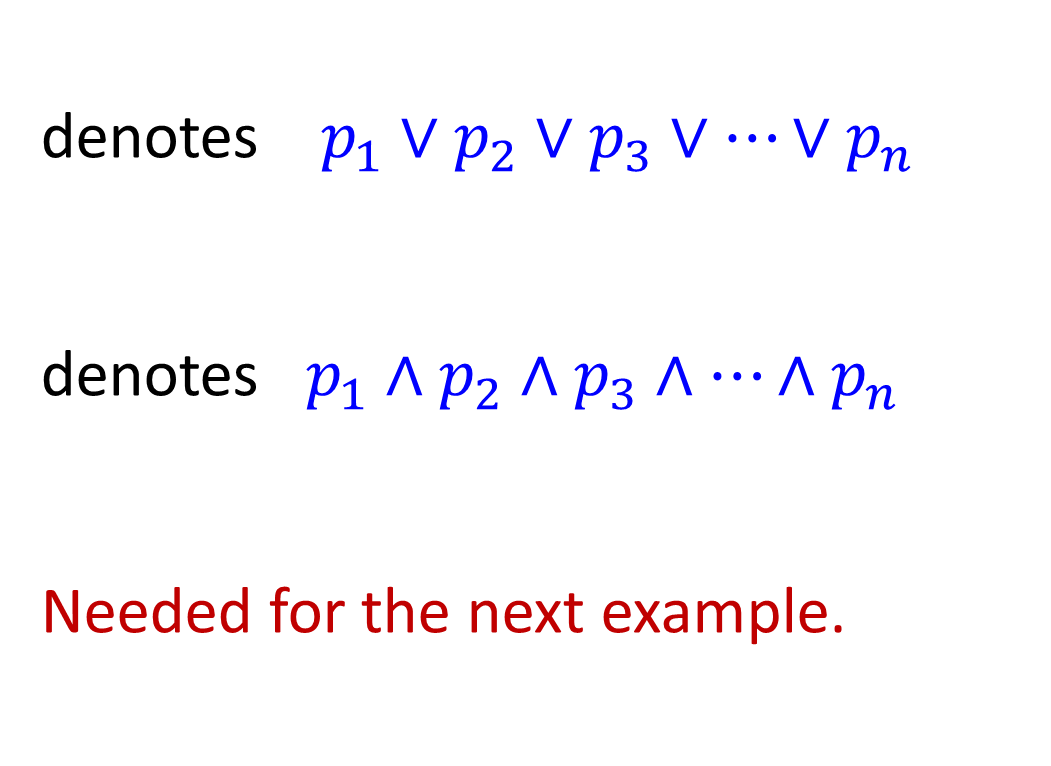 denotes p₁ ∨ p₂ ∨ p₃ ∨ ⋯ ∨ pₙ
denotes p₁ ∧ p₂ ∧ p₃ ∧ ⋯ ∧ pₙ
Needed for the next example.